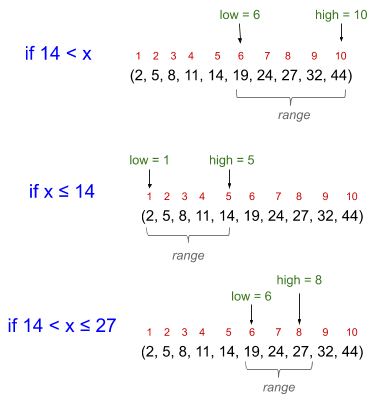 low = 6 high = 10
if 14 < x
1 2 3 4 5 6 7 8 9 10
(2, 5, 8, 11, 14, 19, 24, 27, 32, 44)
range
low = 1 high = 5
if x ≤ 14
1 2 3 4 5 6 7 8 9 10
(2, 5, 8, 11, 14, 19, 24, 27, 32, 44)
range
high = 8
low = 6
if 14 < x ≤ 27
1 2 3 4 5 6 7 8 9 10
(2, 5, 8, 11, 14, 19, 24, 27, 32, 44)
range